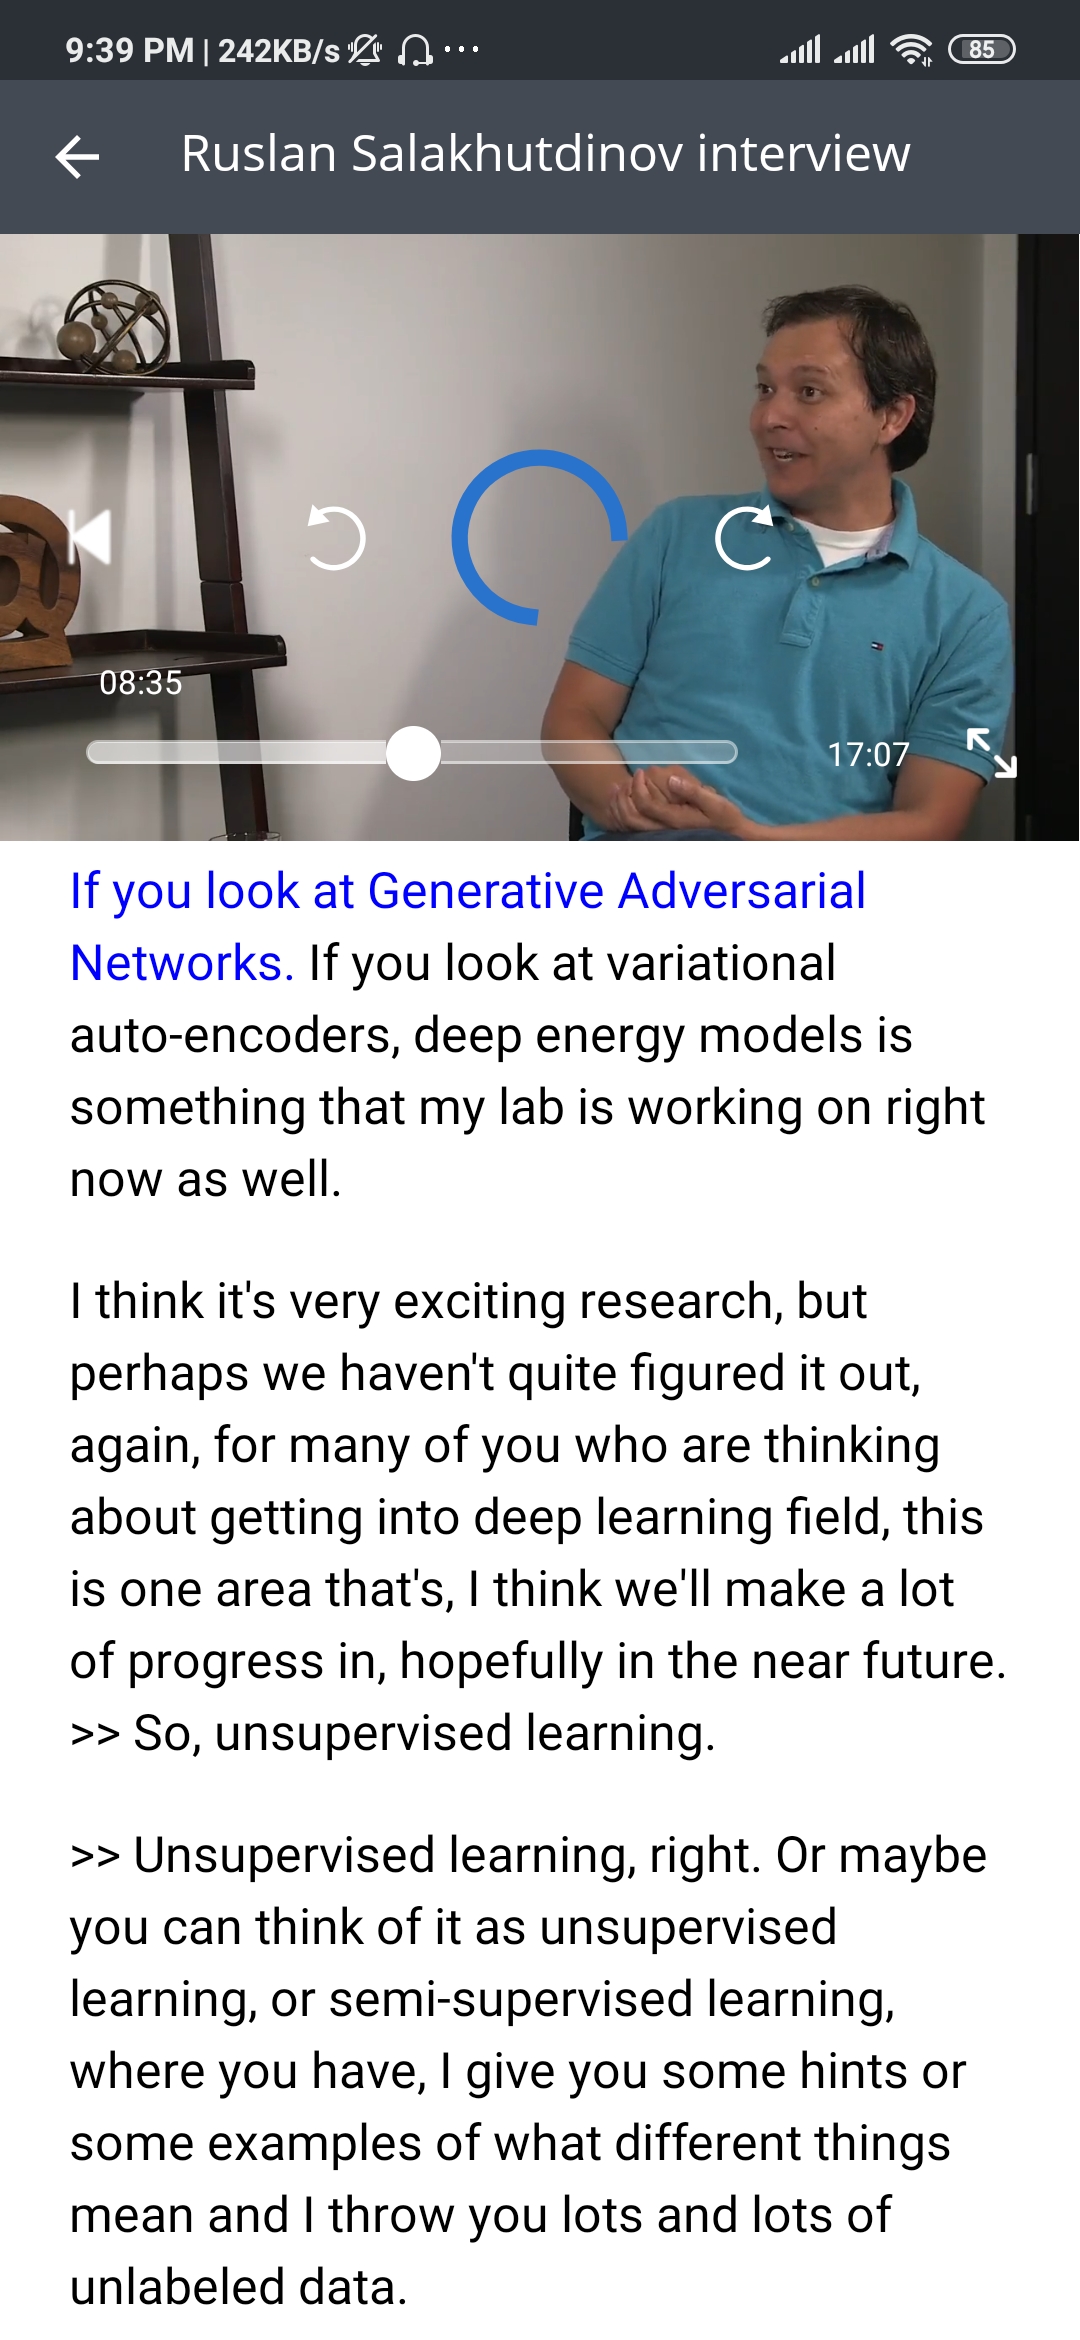 9:39 PM | 242KB/s ...
85
Ruslan Salakhutdinov interview
08:35
17:07
If you look at Generative Adversarial
Networks. If you look at variational
auto-encoders, deep energy models is
something that my lab is working on right
now as well.
I think it's very exciting research, but
perhaps we haven't quite figured it out,
again, for many of you who are thinking
about getting into deep learning field, this
is one area that's, I think we'll make a lot
of progress in, hopefully in the near future.
>> So, unsupervised learning.
>> Unsupervised learning, right. Or maybe
you can think of it as unsupervised
learning, or semi-supervised learning,
where you have, I give you some hints or
some examples of what different things
mean and I throw you lots and lots of
unlabeled data.